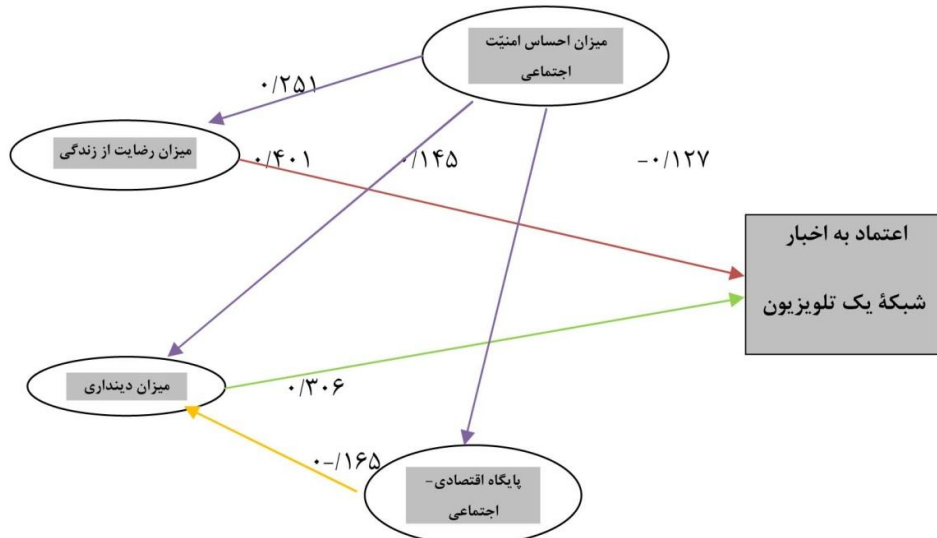 میزان احساس امنیّت
اجتماعی
۰/۲۵۱
میزان رضایت از زندگی
۰/۴۰۱
۰/۱۴۵
-۰/۱۲۷
اعتماد به اخبار
شبکهٔ یک تلویزیون
میزان دینداری
۰/۳۰۶
۰-/۱۶۵
پایگاه اقتصادی-
اجتماعی